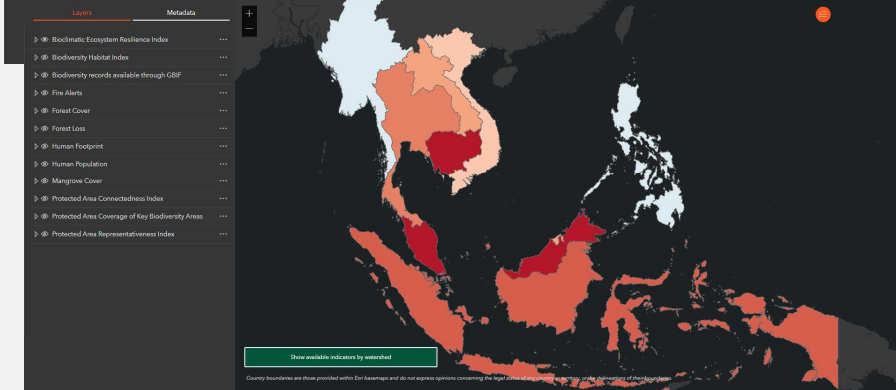 Layers
Metadata
Bioclimatic Ecosystem Resilience Index
Biodiversity Habitat Index
Biodiversity records available through GBIF
Fire Alerts
Forest Cover
Forest Loss
Human Footprint
Human Population
Mangrove Cover
Protected Area Connectedness Index
Protected Area Coverage of Key Biodiversity Areas
Protected Area Representativeness Index
Show available indicators by watershed
Country boundaries are those provided within Esri basemaps and do not express opinions concerning the legal status of any country or territory, or the delineations of their boundaries.